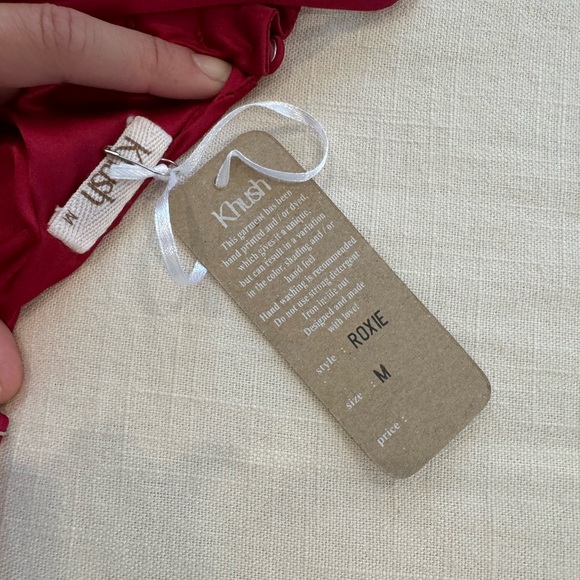 Khush
M
Khush
This garment has been
hand printed and / or dyed,
which gives it a unique,
but can result in a variation
in the color, shading and / or
hand feel
Hand washing is recommended
Do not use strong detergent
Iron inside out
Designed and made
with love!
style : ROXIE
size : M
price :